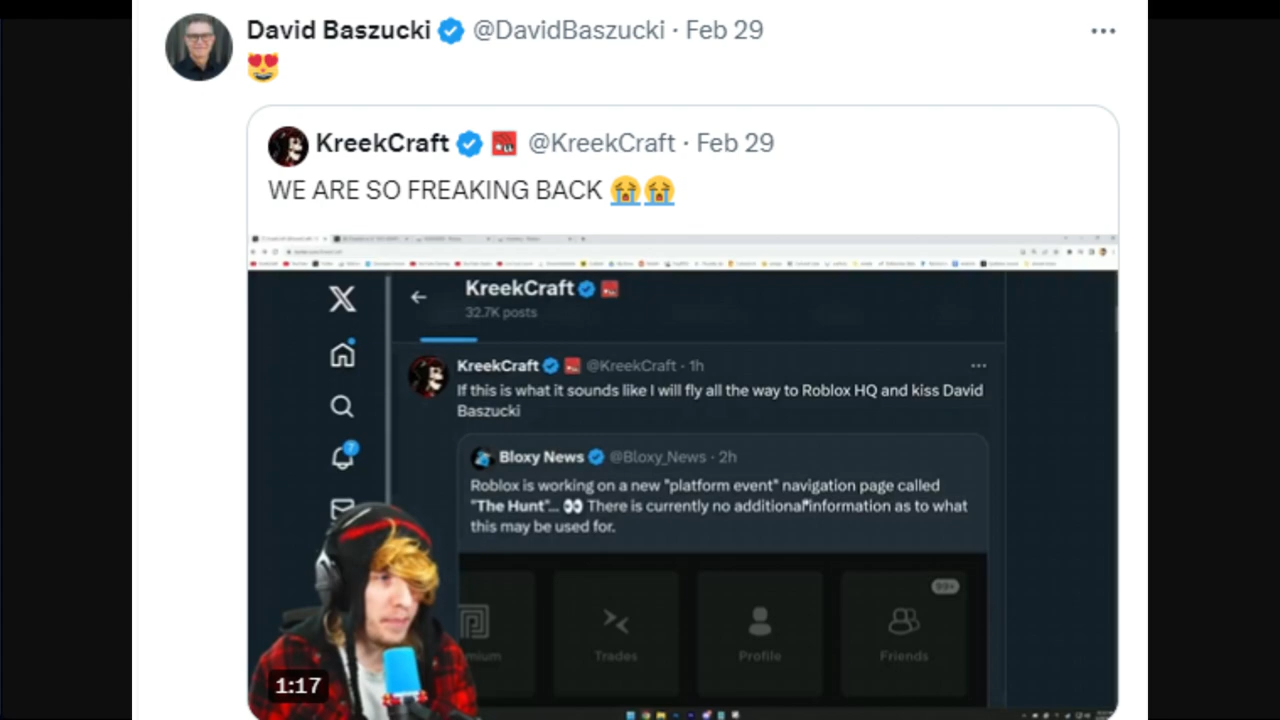 David Baszucki @DavidBaszucki · Feb 29
😻
KreekCraft @KreekCraft · Feb 29
WE ARE SO FREAKING BACK 😭😭
KreekCraft
32.7K posts
KreekCraft @KreekCraft · 1h
If this is what it sounds like I will fly all the way to Roblox HQ and kiss David
Baszucki
Bloxy News @Bloxy_News · 2h
7
Roblox is working on a new "platform event" navigation page called
"The Hunt"... 👀 There is currently no additional information as to what
this may be used for.
99+
mium Trades Profile Friends
1:17